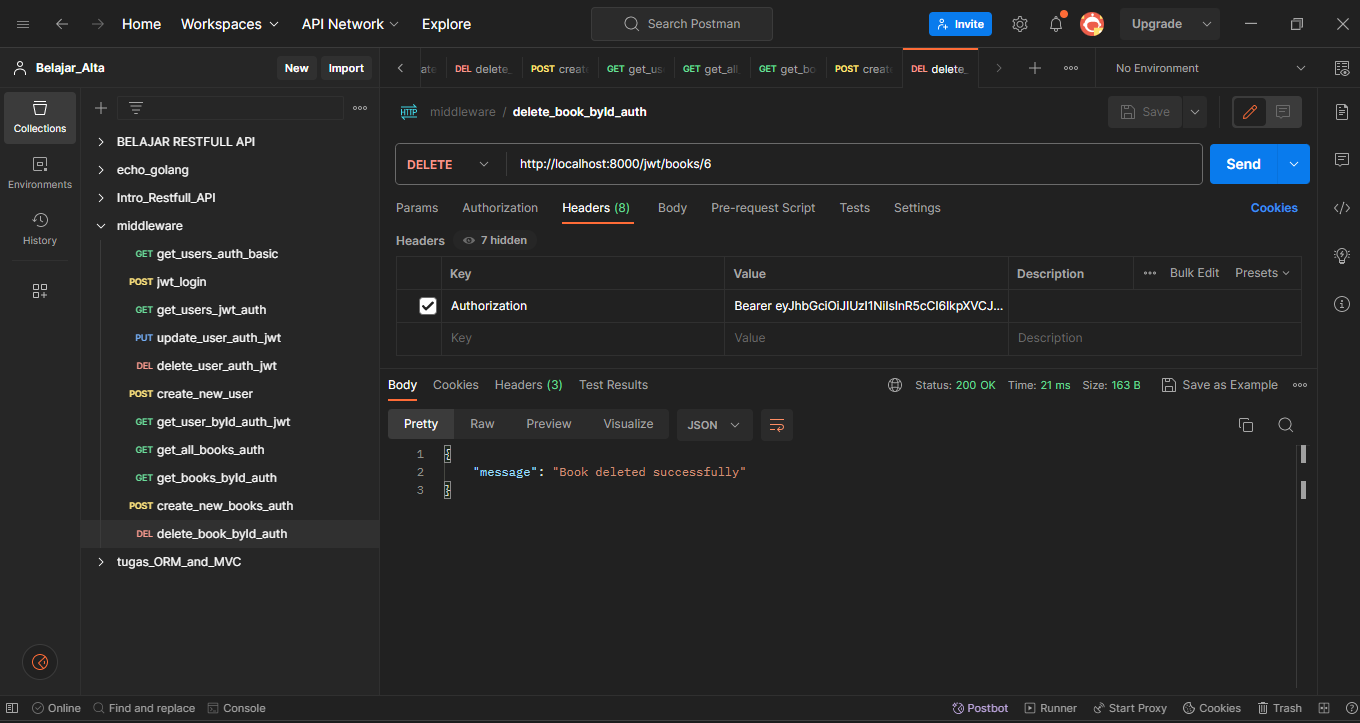 Home Workspaces API Network Explore Search Postman Invite Upgrade
Belajar_Alta New Import
DEL delete_ POST create GET get_us GET get_all GET get_bo POST create DEL delete_ No Environment
Collections
Environments
History
BELAJAR RESTFULL API
echo_golang
Intro_Restfull_API
middleware
GET get_users_auth_basic
POST jwt_login
GET get_users_jwt_auth
PUT update_user_auth_jwt
DEL delete_user_auth_jwt
POST create_new_user
GET get_user_byId_auth_jwt
GET get_all_books_auth
GET get_books_byId_auth
POST create_new_books_auth
DEL delete_book_byId_auth
tugas_ORM_and_MVC
HTTP middleware / delete_book_byId_auth Save
DELETE http://localhost:8000/jwt/books/6 Send
Params Authorization Headers (8) Body Pre-request Script Tests Settings Cookies
Headers 7 hidden
Key Value Description Bulk Edit Presets
Authorization Bearer eyJhbGciOiJIUzI1NiIsInR5cCI6IkpXVCJ...
Key Value Description
Body Cookies Headers (3) Test Results Status: 200 OK Time: 21 ms Size: 163 B Save as Example
Pretty Raw Preview Visualize JSON
1 {
2 "message": "Book deleted successfully"
3 }
Online Find and replace Console Postbot Runner Start Proxy Cookies Trash